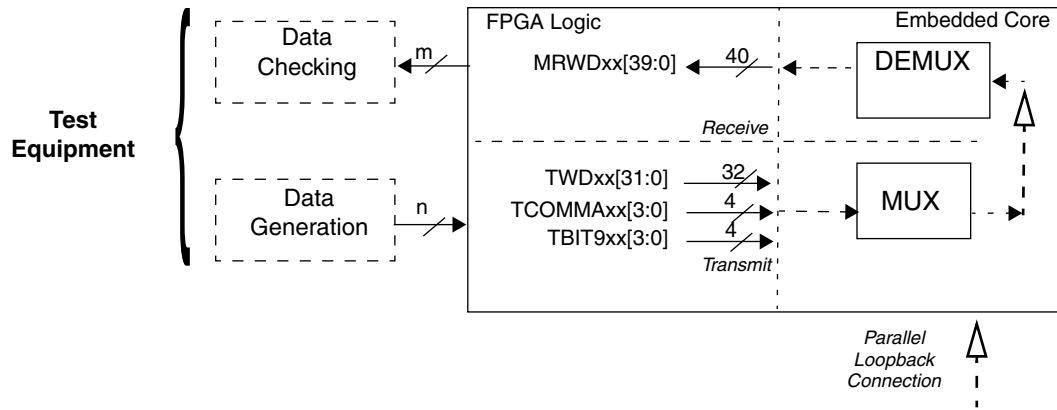 Test
Equipment
Data
Checking
m
Data
Generation
n
FPGA Logic
Embedded Core
MRWDxx[39:0]
40
DEMUX
Receive
TWDxx[31:0]
32
TCOMMAxx[3:0]
4
TBIT9xx[3:0]
4
Transmit
MUX
Parallel
Loopback
Connection